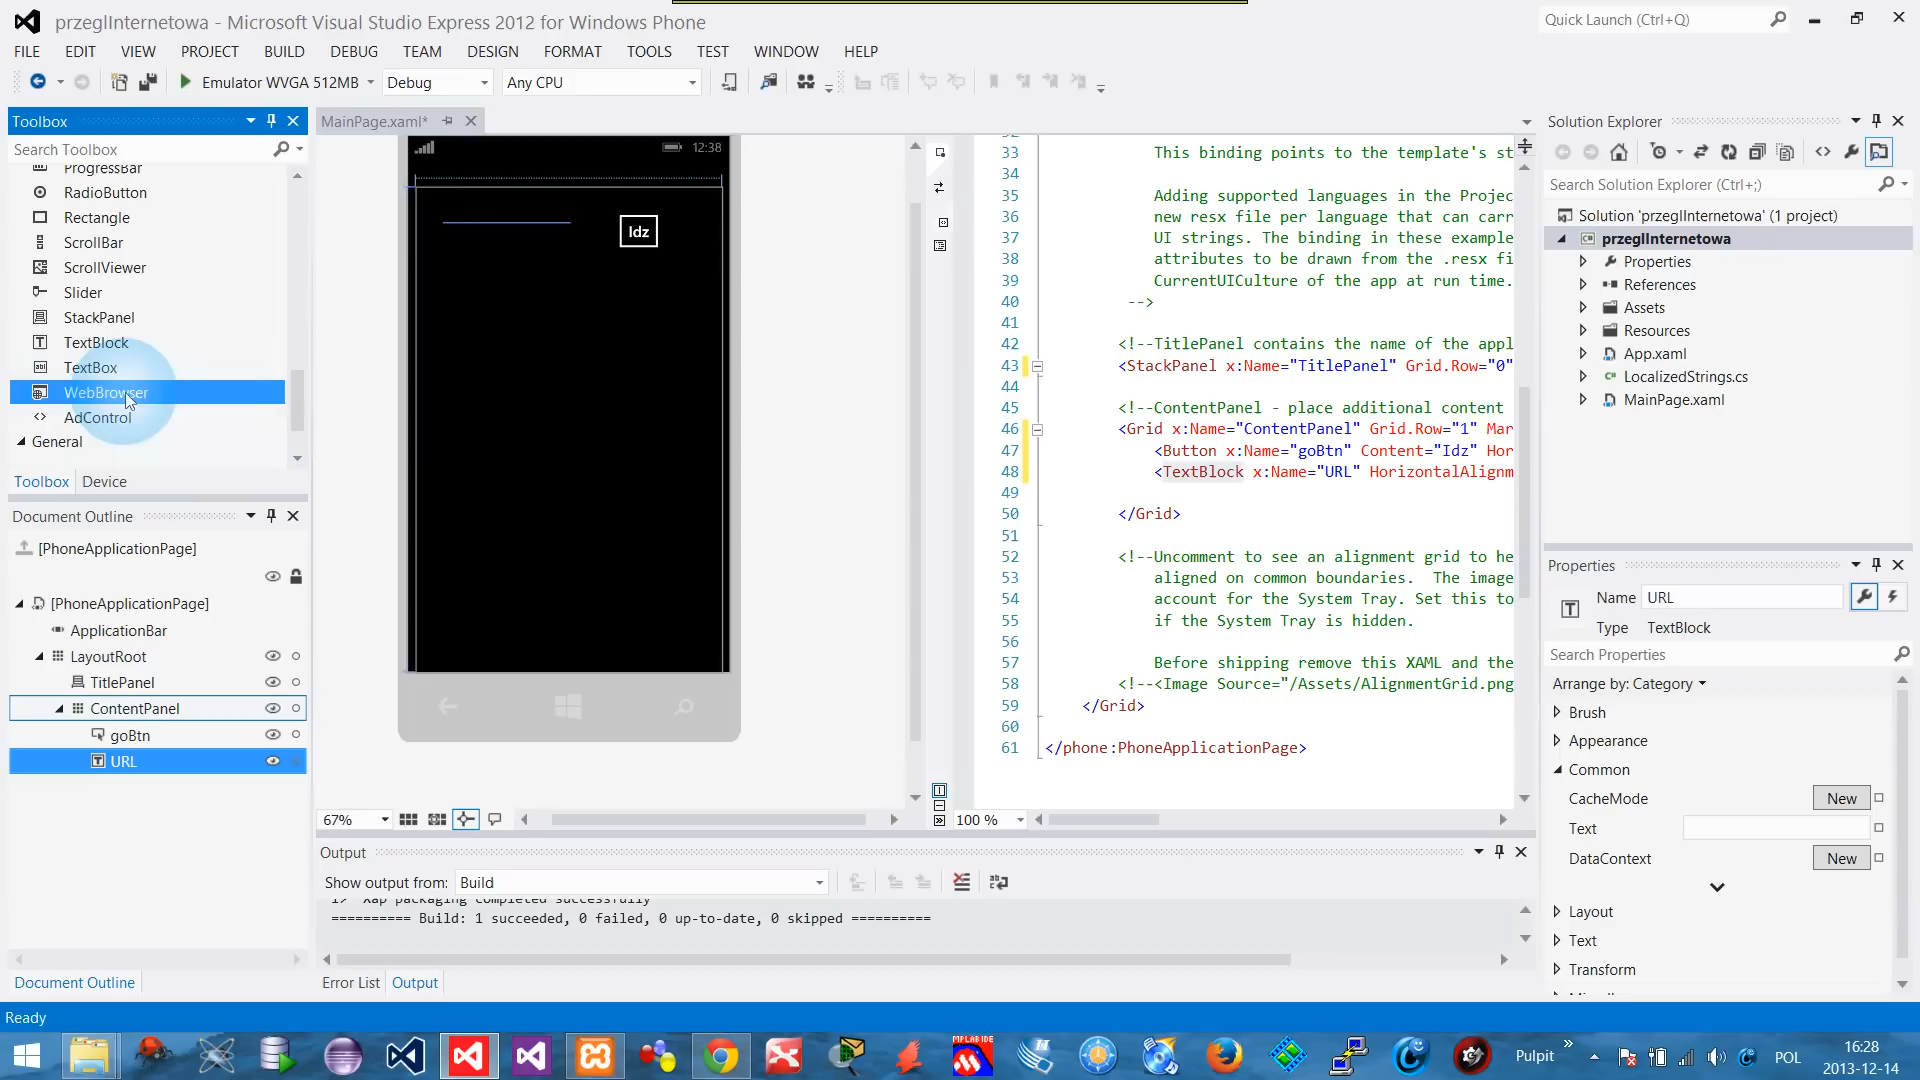 przeglInternetowa - Microsoft Visual Studio Express 2012 for Windows Phone
Quick Launch (Ctrl+Q)
FILE EDIT VIEW PROJECT BUILD DEBUG TEAM DESIGN FORMAT TOOLS TEST WINDOW HELP
Emulator WVGA 512MB Debug Any CPU
Toolbox
Search Toolbox
ProgressBar
RadioButton
Rectangle
ScrollBar
ScrollViewer
Slider
StackPanel
TextBlock
TextBox
WebBrowser
AdControl
General
Toolbox Device
Document Outline
[PhoneApplicationPage]
[PhoneApplicationPage]
ApplicationBar
LayoutRoot
TitlePanel
ContentPanel
goBtn
URL
Document Outline
MainPage.xaml*
12:38
Idz
67%
33 This binding points to the template's st
34
35 Adding supported languages in the Projec
36 new resx file per language that can carr
37 UI strings. The binding in these example
38 attributes to be drawn from the .resx fi
39 CurrentUICulture of the app at run time.
40 -->
41
42 <!--TitlePanel contains the name of the appl
43 <StackPanel x:Name="TitlePanel" Grid.Row="0"
44
45 <!--ContentPanel - place additional content
46 <Grid x:Name="ContentPanel" Grid.Row="1" Mar
47 <Button x:Name="goBtn" Content="Idz" Hor
48 <TextBlock x:Name="URL" HorizontalAlignm
49
50 </Grid>
51
52 <!--Uncomment to see an alignment grid to he
53 aligned on common boundaries.  The image
54 account for the System Tray. Set this to
55 if the System Tray is hidden.
56
57 Before shipping remove this XAML and the
58 <!--<Image Source="/Assets/AlignmentGrid.png
59 </Grid>
60
61 </phone:PhoneApplicationPage>
100 %
Output
Show output from: Build
1> Xap packaging completed successfully
========== Build: 1 succeeded, 0 failed, 0 up-to-date, 0 skipped ==========
Error List Output
Solution Explorer
Search Solution Explorer (Ctrl+;)
Solution 'przeglInternetowa' (1 project)
przeglInternetowa
Properties
References
Assets
Resources
App.xaml
LocalizedStrings.cs
MainPage.xaml
Properties
Name URL
Type TextBlock
Search Properties
Arrange by: Category
Brush
Appearance
Common
CacheMode New
Text
DataContext New
Layout
Text
Transform
Ready
MPLAB IDE
Pulpit
POL
16:28
2013-12-14